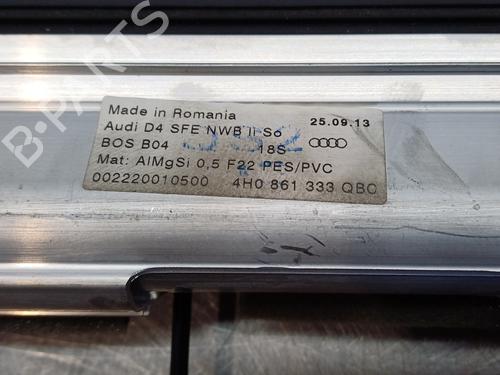 B-PARTS
Made in Romania
25.09.13
Audi D4 SFE NWB li So
BOS B04
18S
Mat: AlMgSi 0,5 F22 PES/PVC
002220010500 4H0 861 333 QBC